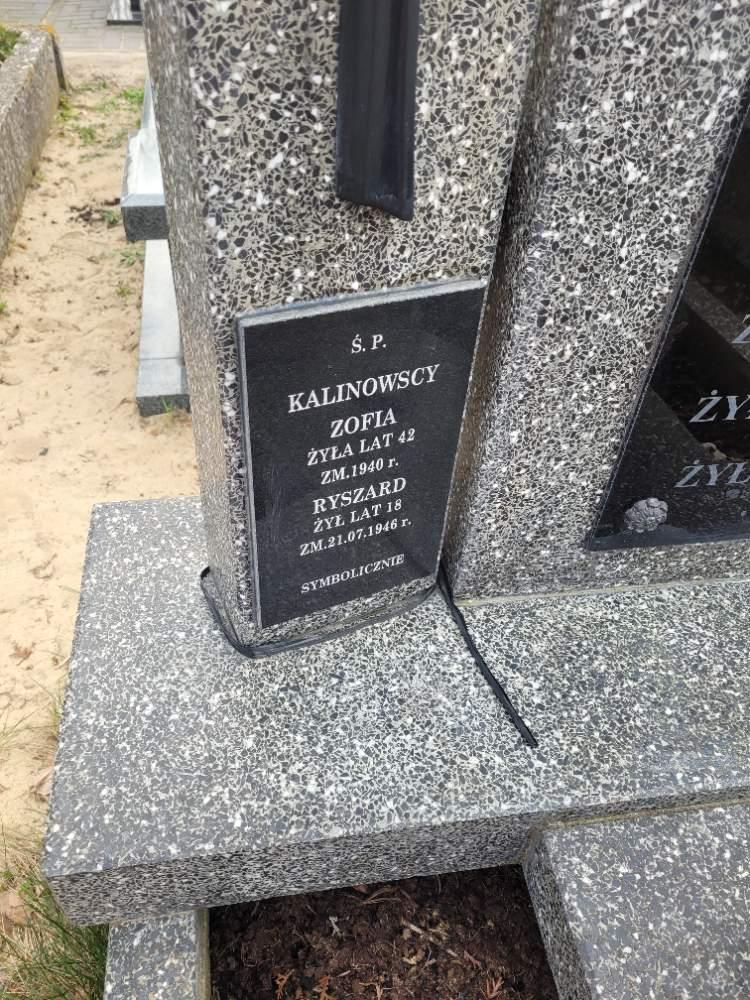 Ś. P.
KALINOWSCY
ZOFIA
ŻYŁA LAT 42
ZM.1940 r.
RYSZARD
ŻYŁ LAT 18
ZM.21.07.1946 r.
SYMBOLICZNIE